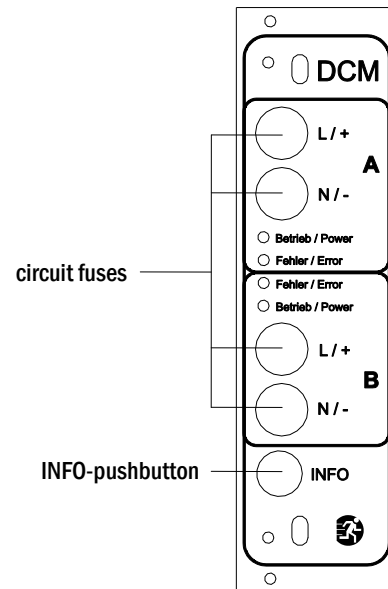 DCM
L / +
A
N / -
Betrieb / Power
Fehler / Error
circuit fuses
Fehler / Error
Betrieb / Power
L / +
B
N / -
INFO-pushbutton
INFO